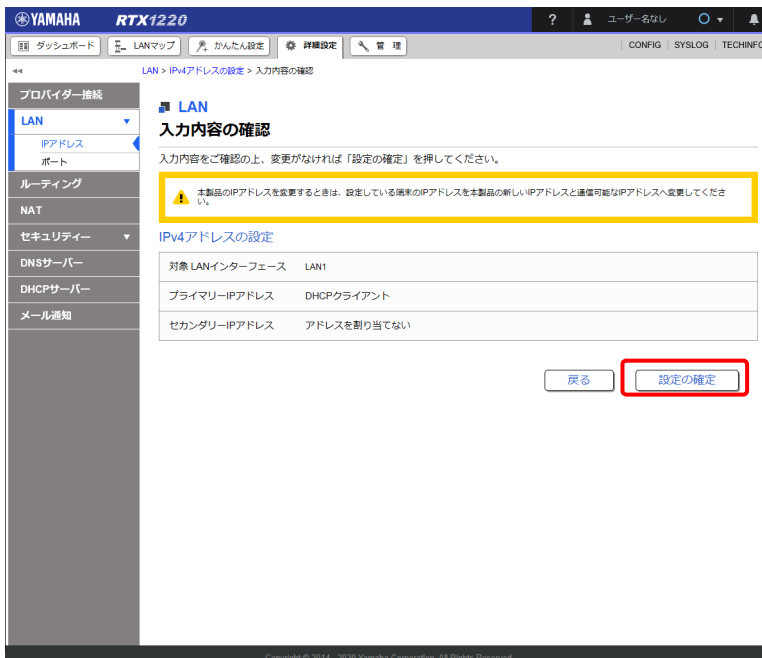 YAMAHA RTX1220 ? ユーザーなし
ダッシュボード LANマップ かんたん設定 詳細設定 管 理 CONFIG SYSLOG TECHINFO
LAN > IPv4アドレスの設定 > 入力内容の確認
プロバイダー接続
LAN
IPアドレス
ポート
ルーティング
NAT
セキュリティー
DNSサーバー
DHCPサーバー
メール通知
LAN
入力内容の確認
入力内容をご確認の上、変更がなければ「設定の確定」を押してください。
本製品のIPアドレスを変更するときは、設定している端末のIPアドレスを本製品の新しいIPアドレスと通信可能なIPアドレスへ変更してくださ
い。
IPv4アドレスの設定
対象 LANインターフェース LAN1
プライマリーIPアドレス DHCPクライアント
セカンダリーIPアドレス アドレスを割り当てない
戻る 設定の確定
Copyright © 2014 - 2020 Yamaha Corporation. All Rights Reserved.